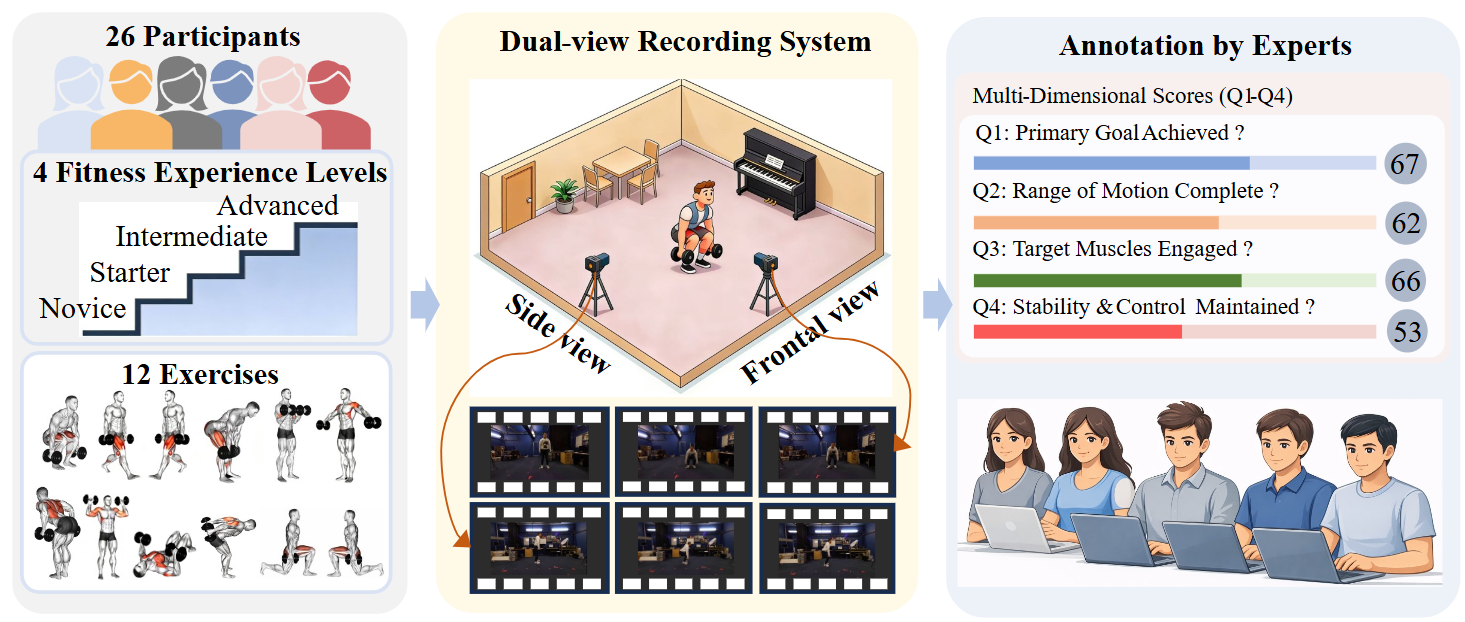 26 Participants
4 Fitness Experience Levels
Advanced
Intermediate
Starter
Novice
12 Exercises
Dual-view Recording System
Side view
Frontal view
Annotation by Experts
Multi-Dimensional Scores (Q1-Q4)
Q1: Primary Goal Achieved ?
67
Q2: Range of Motion Complete ?
62
Q3: Target Muscles Engaged ?
66
Q4: Stability & Control Maintained ?
53